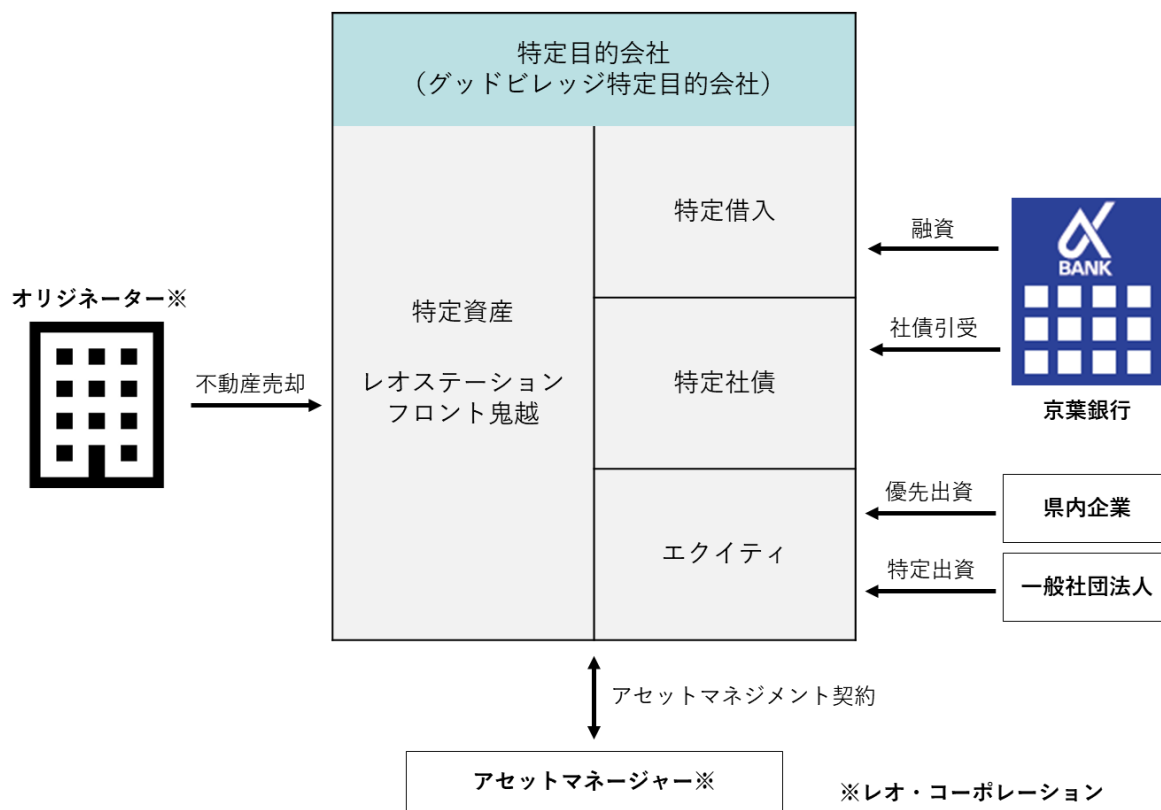 特定目的会社
（グッドビレッジ特定目的会社）
オリジネーター※
不動産売却
特定資産
レオステーション
フロント鬼越
特定借入
特定社債
エクイティ
融資
社債引受
BANK
京葉銀行
優先出資
県内企業
特定出資
一般社団法人
アセットマネジメント契約
アセットマネージャー※
※レオ・コーポレーション